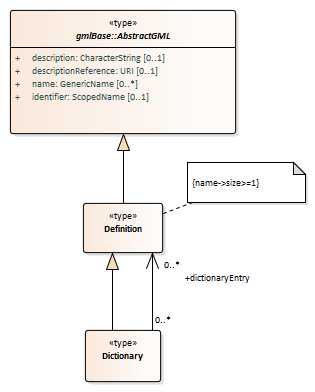 «type»
gmlBase::AbstractGML
+ description: CharacterString [0..1]
+ descriptionReference: URI [0..1]
+ name: GenericName [0..*]
+ identifier: ScopedName [0..1]
{name->size>=1}
«type»
Definition
0..*
+dictionaryEntry
0..*
«type»
Dictionary